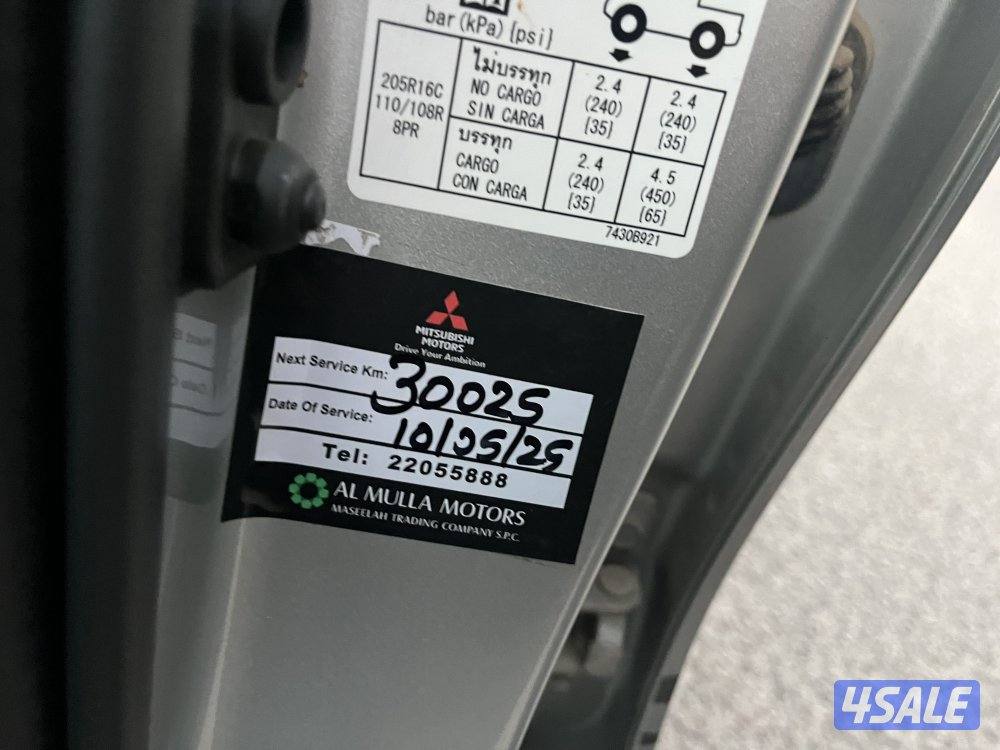 bar (kPa) [psi]
205R16C
110/108R
8PR
ไม่บรรทุก
NO CARGO
SIN CARGA
2.4
(240)
[35]
2.4
(240)
[35]
บรรทุก
CARGO
CON CARGA
2.4
(240)
[35]
4.5
(450)
[65]
7430B921
MITSUBISHI
MOTORS
Drive Your Ambition
Next Service Km: 30025
Date Of Service: 10/05/25
Tel: 22055888
AL MULLA MOTORS
MASEELAH TRADING COMPANY S.P.C.
4SALE